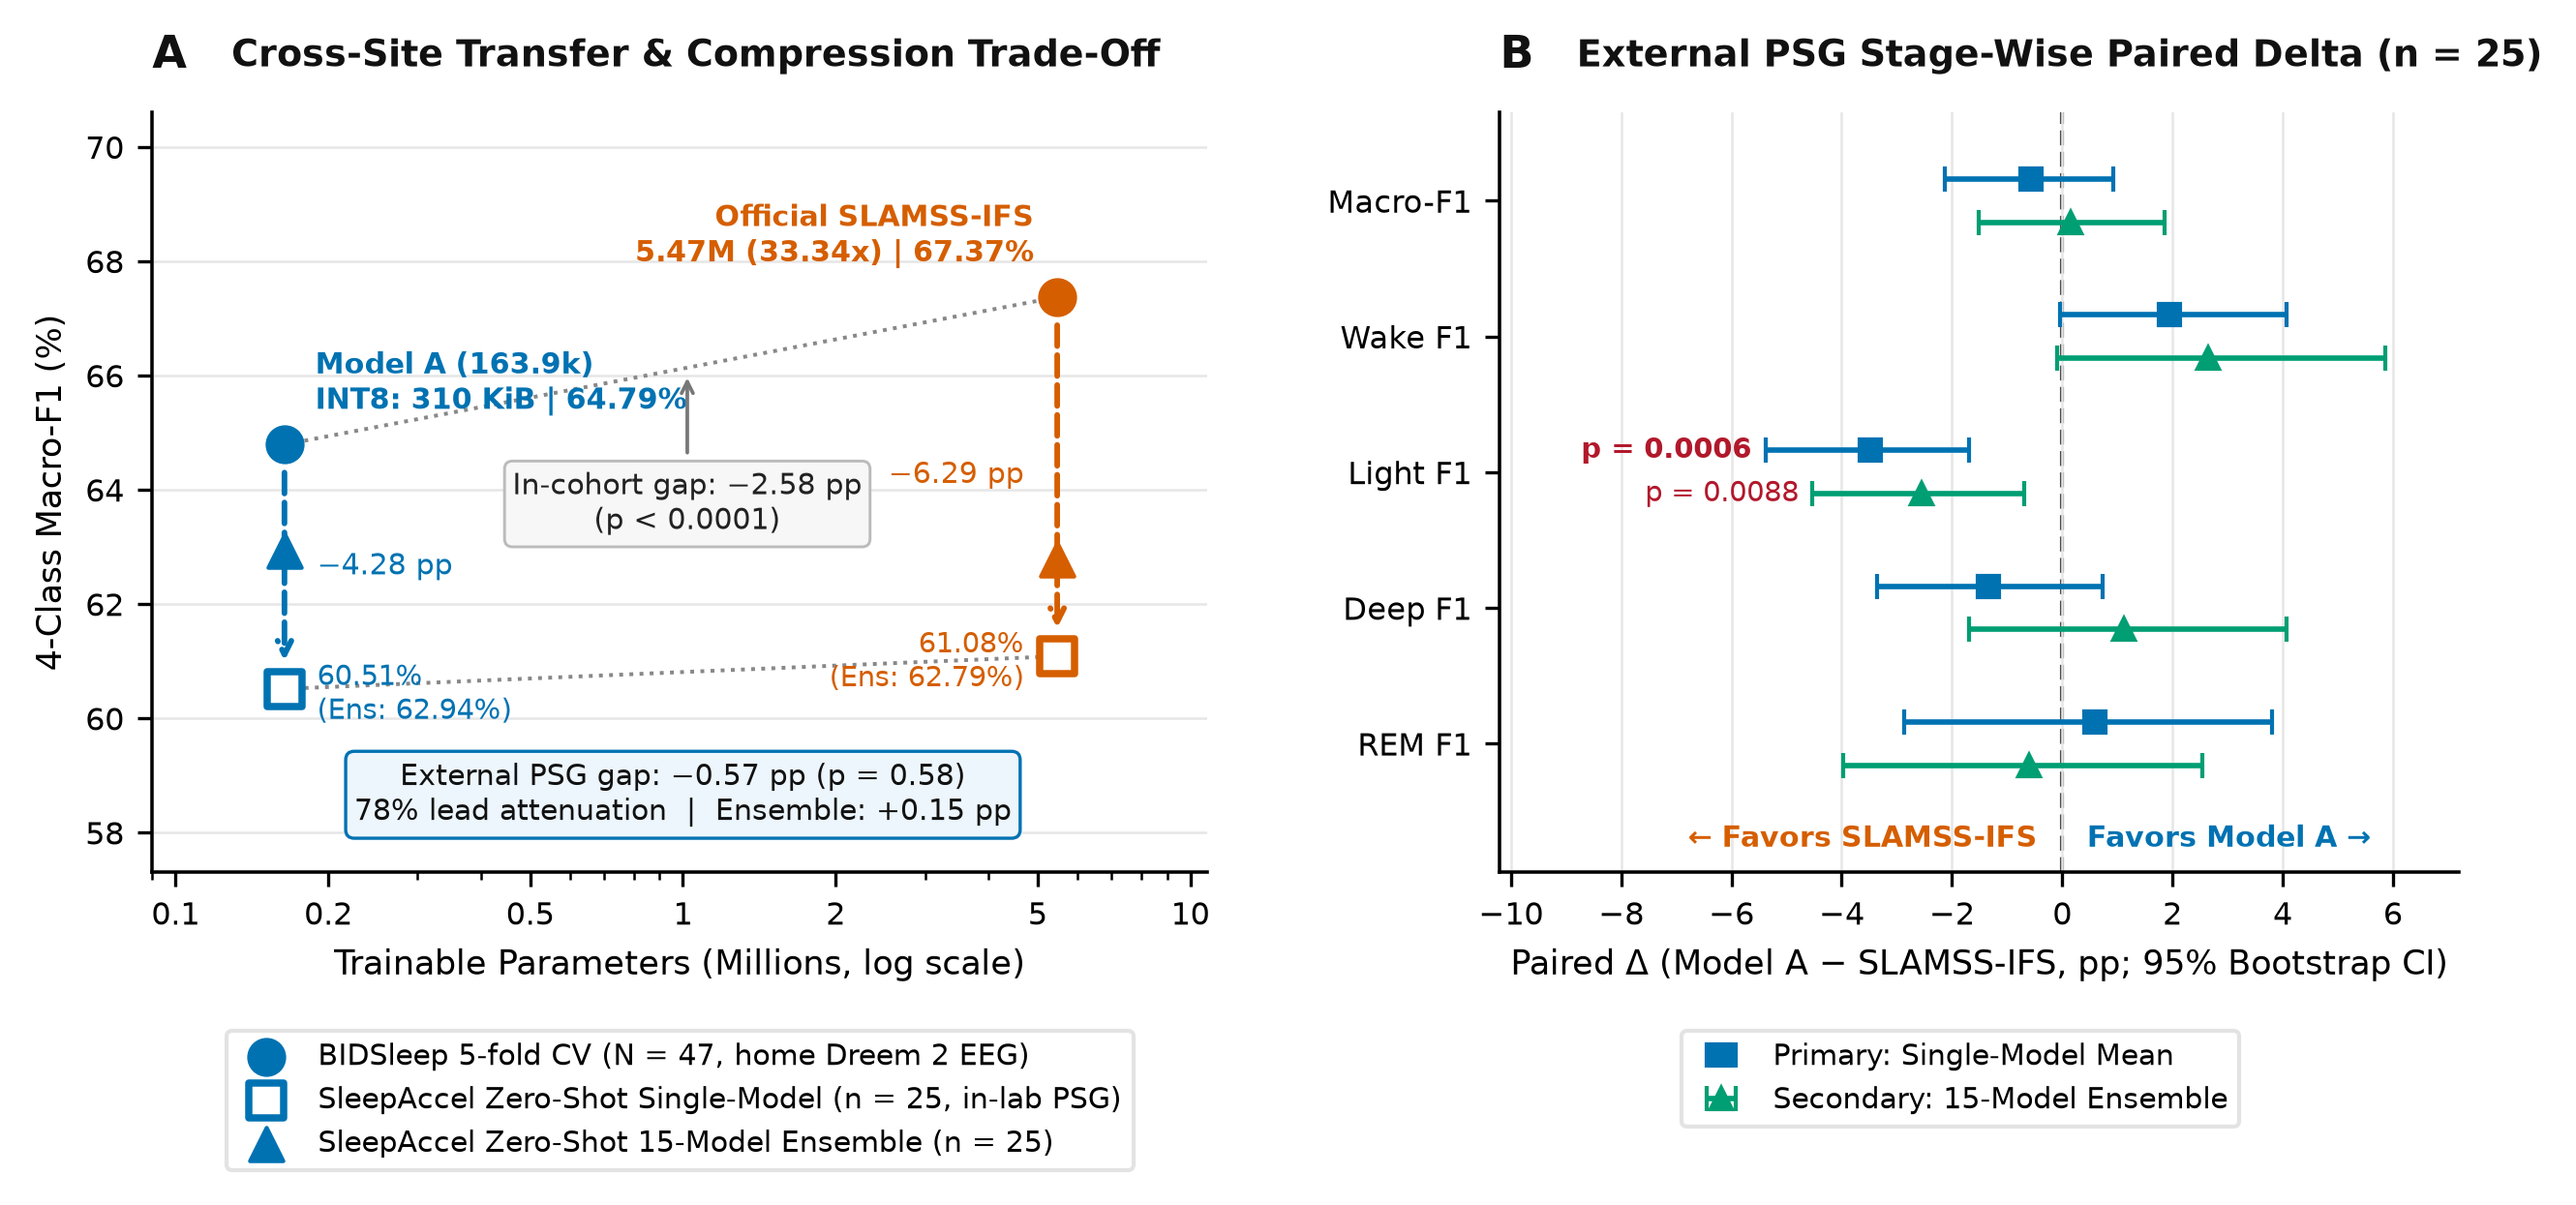 A Cross-Site Transfer & Compression Trade-Off
4-Class Macro-F1 (%)
70
68
66
64
62
60
58
Official SLAMSS-IFS
5.47M (33.34x) | 67.37%
Model A (163.9k)
INT8: 310 KiB | 64.79%
In-cohort gap: −2.58 pp
(p < 0.0001)
−6.29 pp
−4.28 pp
61.08%
(Ens: 62.79%)
60.51%
(Ens: 62.94%)
External PSG gap: −0.57 pp (p = 0.58)
78% lead attenuation | Ensemble: +0.15 pp
0.1 0.2 0.5 1 2 5 10
Trainable Parameters (Millions, log scale)
BIDSleep 5-fold CV (N = 47, home Dreem 2 EEG)
SleepAccel Zero-Shot Single-Model (n = 25, in-lab PSG)
SleepAccel Zero-Shot 15-Model Ensemble (n = 25)
B External PSG Stage-Wise Paired Delta (n = 25)
Macro-F1
Wake F1
Light F1
Deep F1
REM F1
p = 0.0006
p = 0.0088
← Favors SLAMSS-IFS Favors Model A →
−10 −8 −6 −4 −2 0 2 4 6
Paired Δ (Model A − SLAMSS-IFS, pp; 95% Bootstrap CI)
Primary: Single-Model Mean
Secondary: 15-Model Ensemble